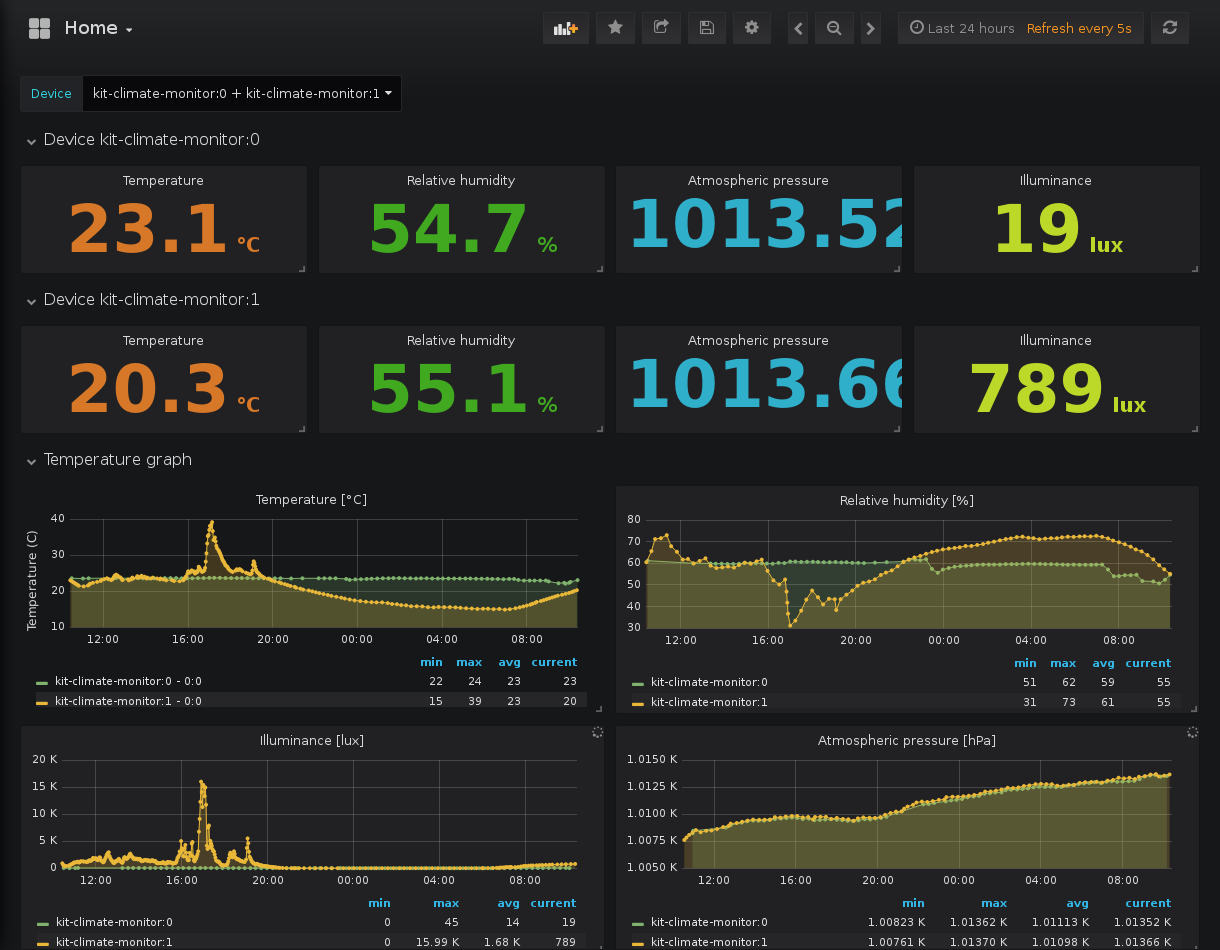 Home
Last 24 hours Refresh every 5s
Device kit-climate-monitor:0 + kit-climate-monitor:1
Device kit-climate-monitor:0
Temperature Relative humidity Atmospheric pressure Illuminance
23.1 °C 54.7 % 1013.52 19 lux
Device kit-climate-monitor:1
Temperature Relative humidity Atmospheric pressure Illuminance
20.3 °C 55.1 % 1013.66 789 lux
Temperature graph
Temperature [°C]
Temperature (C)
40
30
20
10
12:00 16:00 20:00 00:00 04:00 08:00
min max avg current
kit-climate-monitor:0 - 0:0 22 24 23 23
kit-climate-monitor:1 - 0:0 15 39 23 20
Relative humidity [%]
80
70
60
50
40
30
12:00 16:00 20:00 00:00 04:00 08:00
min max avg current
kit-climate-monitor:0 51 62 59 55
kit-climate-monitor:1 31 73 61 55
Illuminance [lux]
20 K
15 K
10 K
5 K
0
12:00 16:00 20:00 00:00 04:00 08:00
min max avg current
kit-climate-monitor:0 0 45 14 19
kit-climate-monitor:1 0 15.99 K 1.68 K 789
Atmospheric pressure [hPa]
1.0150 K
1.0125 K
1.0100 K
1.0075 K
1.0050 K
12:00 16:00 20:00 00:00 04:00 08:00
min max avg current
kit-climate-monitor:0 1.00823 K 1.01362 K 1.01113 K 1.01352 K
kit-climate-monitor:1 1.00761 K 1.01370 K 1.01098 K 1.01366 K